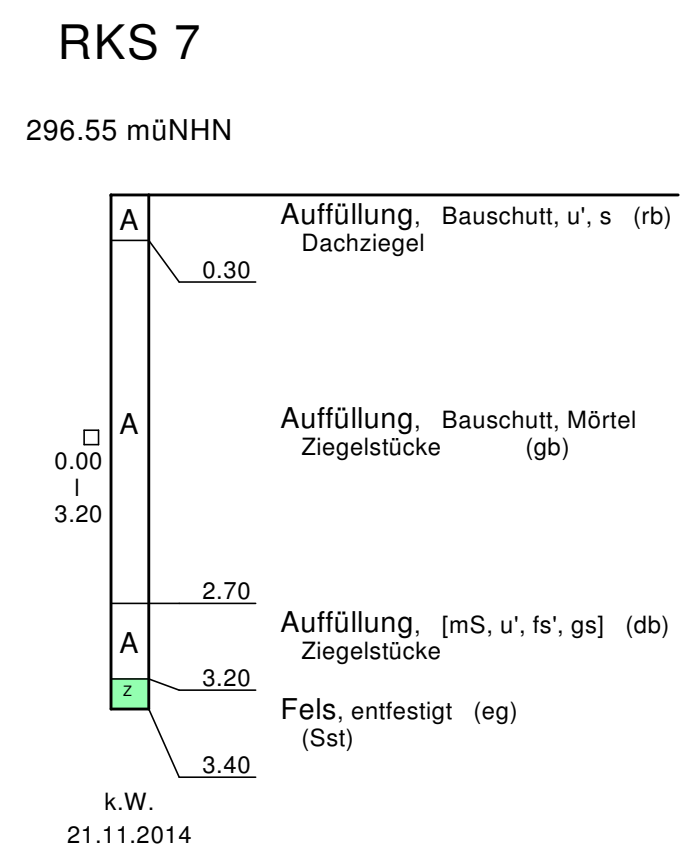 RKS 7
296.55 müNHN
A
Auffüllung, Bauschutt, u', s (rb)
Dachziegel
0.30
A
Auffüllung, Bauschutt, Mörtel
Ziegelstücke (gb)
0.00
3.20
2.70
A
Auffüllung, [mS, u', fs', gs] (db)
Ziegelstücke
3.20
z
Fels, entfestigt (eg)
(Sst)
3.40
k.W.
21.11.2014